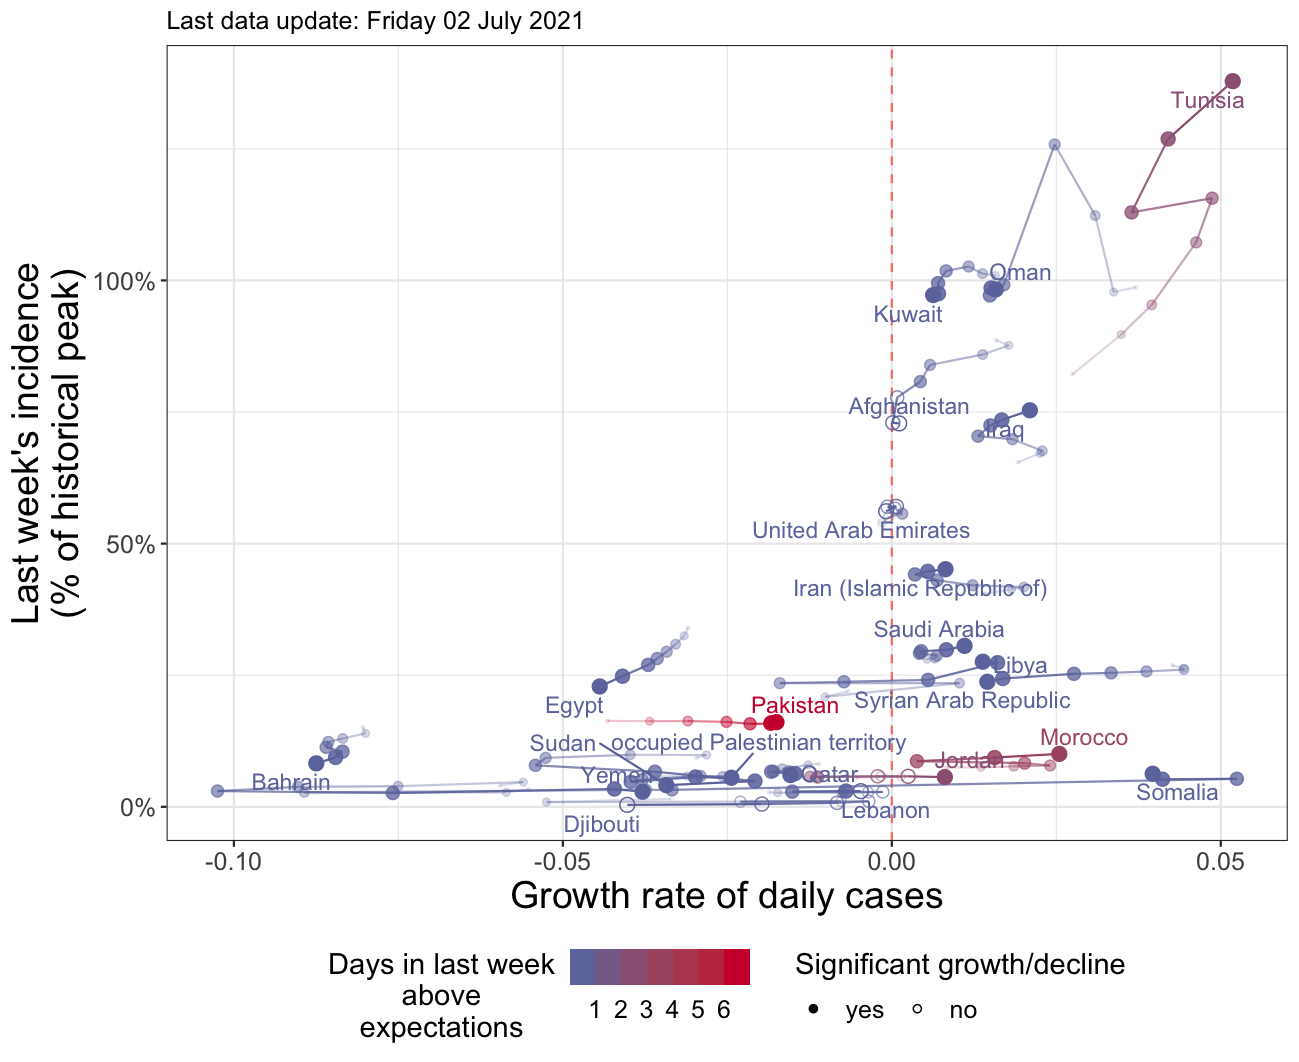 Last data update: Friday 02 July 2021
Last week's incidence
(% of historical peak)
100%
50%
0%
Tunisia
Oman
Kuwait
Afghanistan
Iraq
United Arab Emirates
Iran (Islamic Republic of)
Saudi Arabia
Libya
Syrian Arab Republic
Egypt
Pakistan
Morocco
Sudan
occupied Palestinian territory
Jordan
Yemen
Qatar
Bahrain
Somalia
Lebanon
Djibouti
-0.10
-0.05
0.00
0.05
Growth rate of daily cases
Days in last week
above
expectations
1 2 3 4 5 6
Significant growth/decline
yes
no